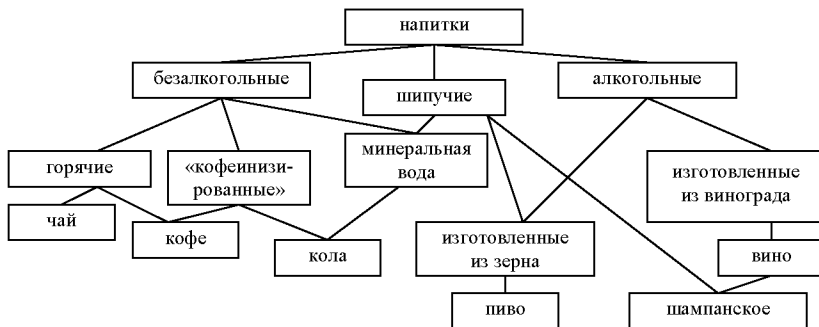 напитки
безалкогольные
шипучие
алкогольные
горячие
«кофеинизи-
рованные»
минеральная
вода
изготовленные
из винограда
чай
кофе
кола
изготовленные
из зерна
вино
пиво
шампанское